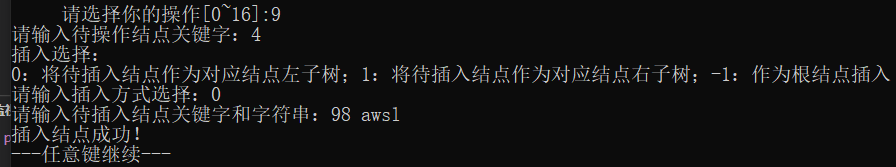 请选择你的操作[0~16]:9
请输入待操作结点关键字：4
插入选择：
0：将待插入结点作为对应结点左子树；1：将待插入结点作为对应结点右子树；-1：作为根结点插入
请输入插入方式选择：0
请输入待插入结点关键字和字符串：98 awsl
插入结点成功！
---任意键继续---